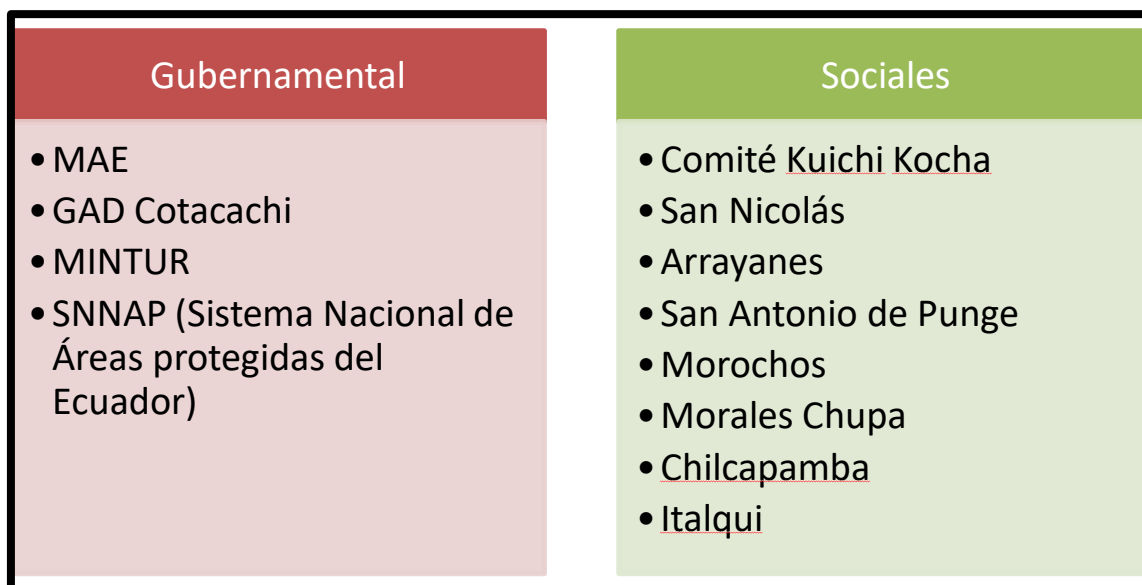 Gubernamental
•MAE
•GAD Cotacachi
•MINTUR
•SNNAP (Sistema Nacional de
Áreas protegidas del
Ecuador)
Sociales
•Comité Kuichi Kocha
•San Nicolás
•Arrayanes
•San Antonio de Punge
•Morochos
•Morales Chupa
•Chilcapamba
•Italqui